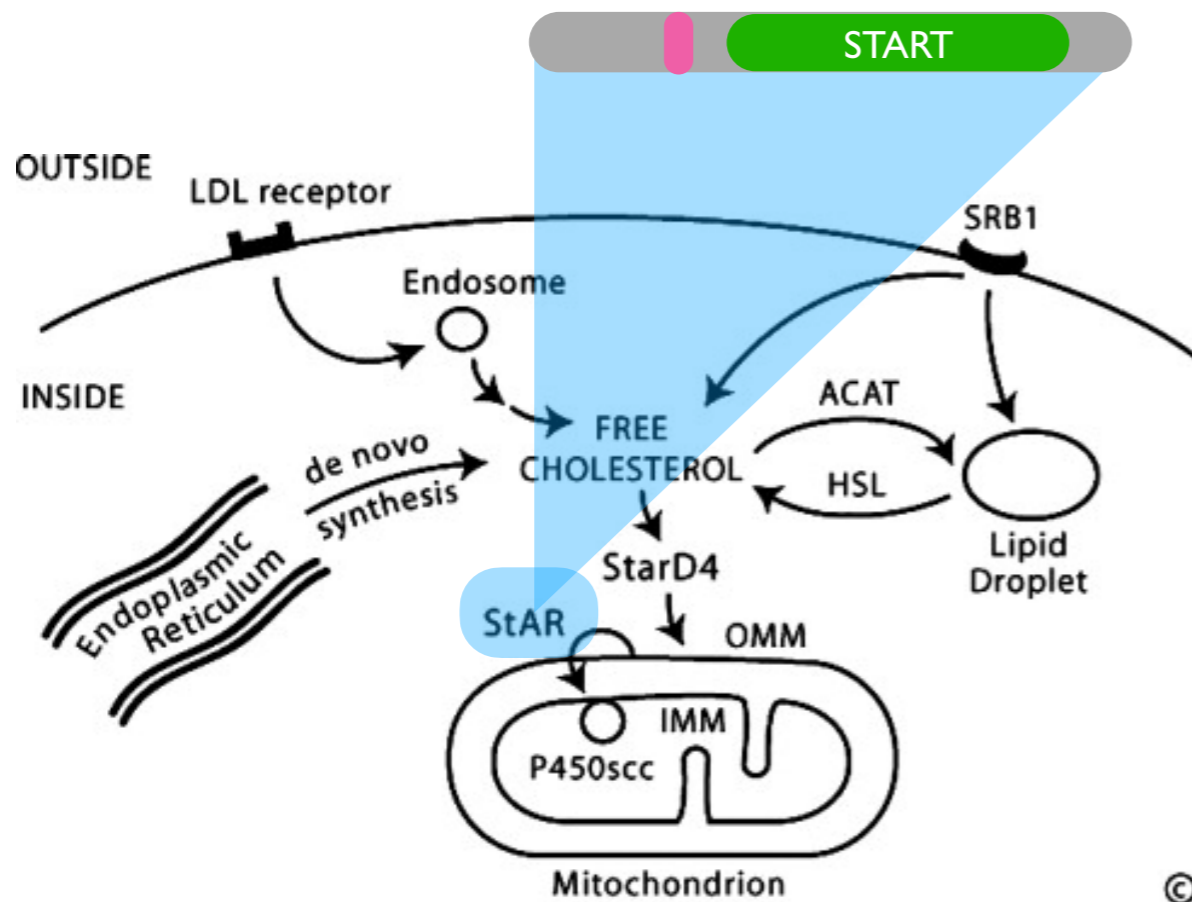 START
OUTSIDE
LDL receptor
SRB1
Endosome
INSIDE
ACAT
FREE
CHOLESTEROL
HSL
de novo
synthesis
Lipid
Droplet
Endoplasmic
Reticulum
StarD4
StAR
OMM
IMM
P450scc
Mitochondrion
©